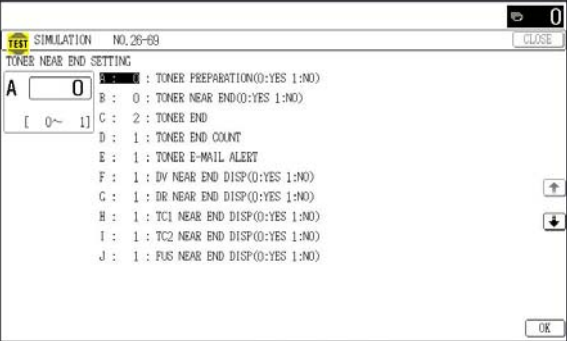 0
TEST SIMULATION NO.26-69 CLOSE
TONER NEAR END SETTING
A 0
[ 0~ 1]
A : 0 : TONER PREPARATION(0:YES 1:NO)
B : 0 : TONER NEAR END(0:YES 1:NO)
C : 2 : TONER END
D : 1 : TONER END COUNT
E : 1 : TONER E-MAIL ALERT
F : 1 : DV NEAR END DISP(0:YES 1:NO)
G : 1 : DR NEAR END DISP(0:YES 1:NO)
H : 1 : TC1 NEAR END DISP(0:YES 1:NO)
I : 1 : TC2 NEAR END DISP(0:YES 1:NO)
J : 1 : FUS NEAR END DISP(0:YES 1:NO)
OK